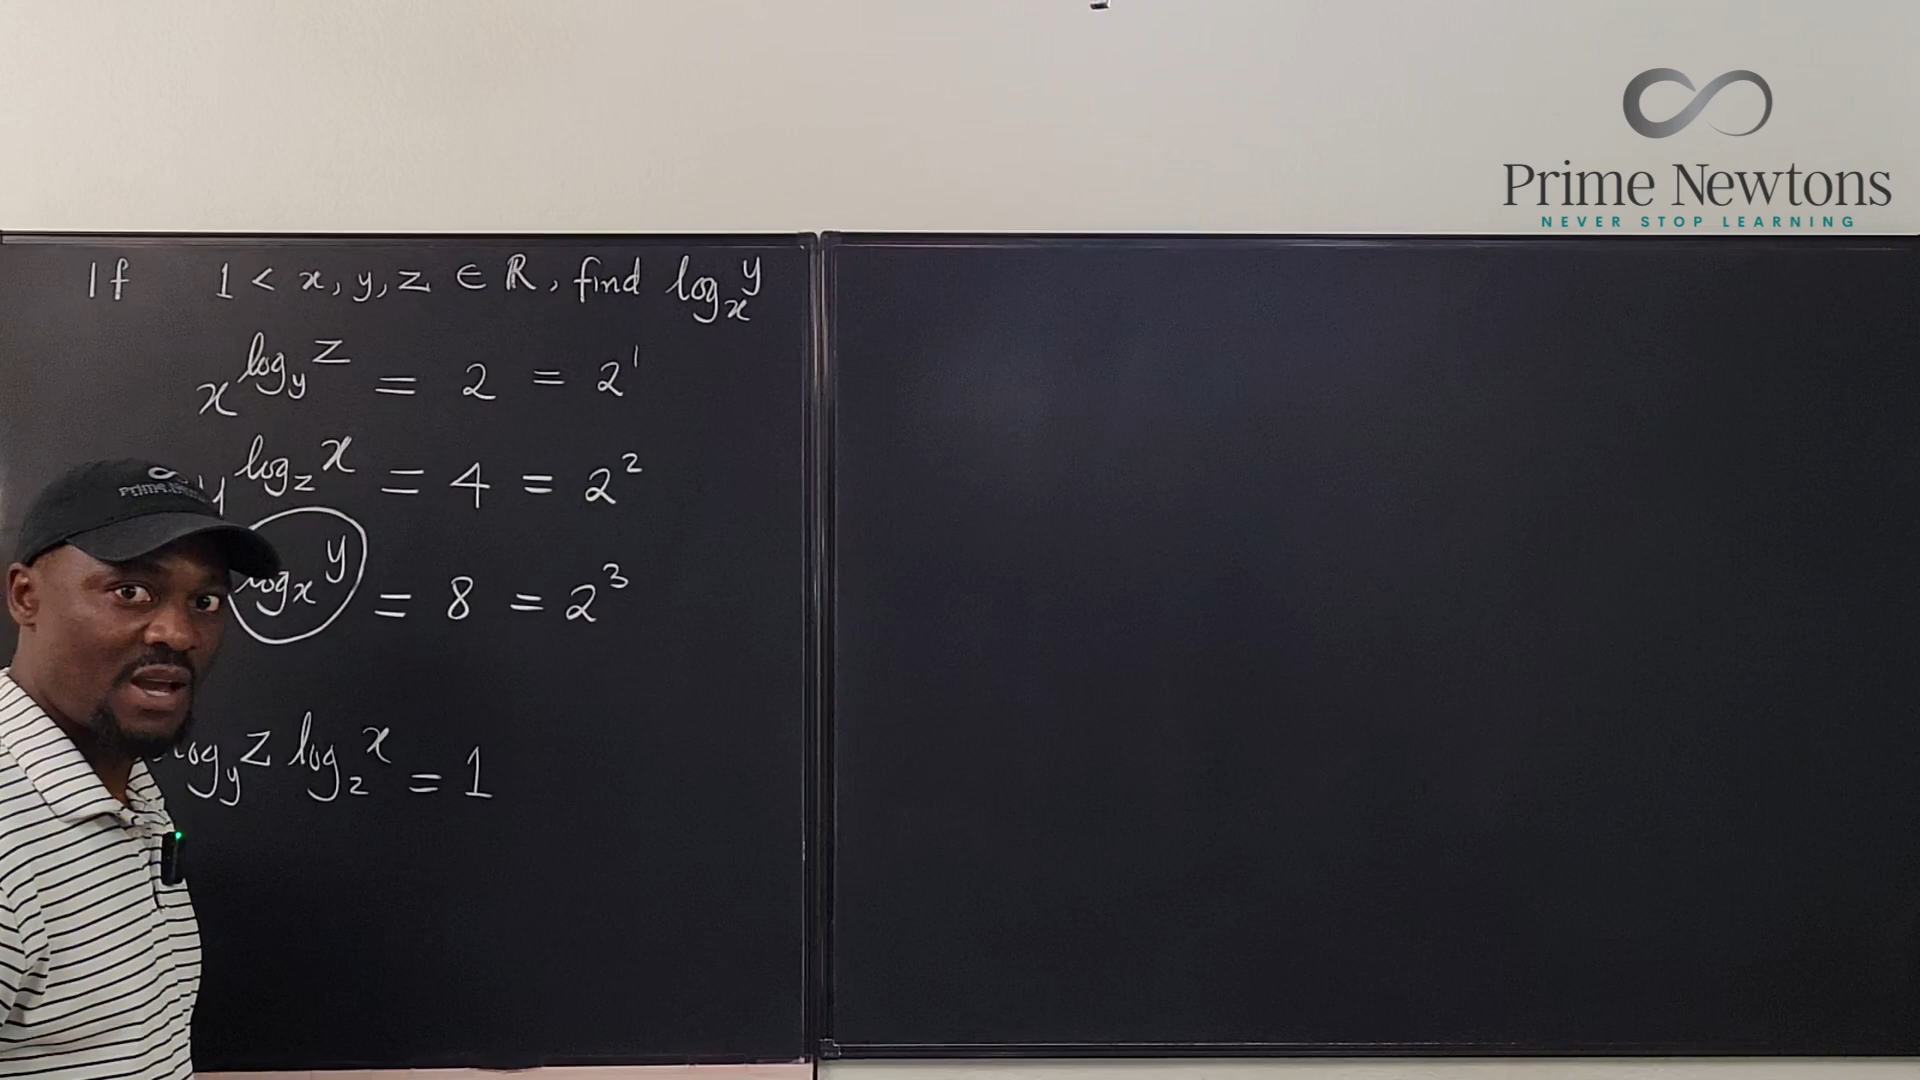 Prime Newtons
NEVER STOP LEARNING
If 1 < x, y, z ∈ ℝ, find log_x y
x^{log_y z} = 2 = 2^1
y^{log_z x} = 4 = 2^2
log_x y = 8 = 2^3
log_y z log_z x = 1